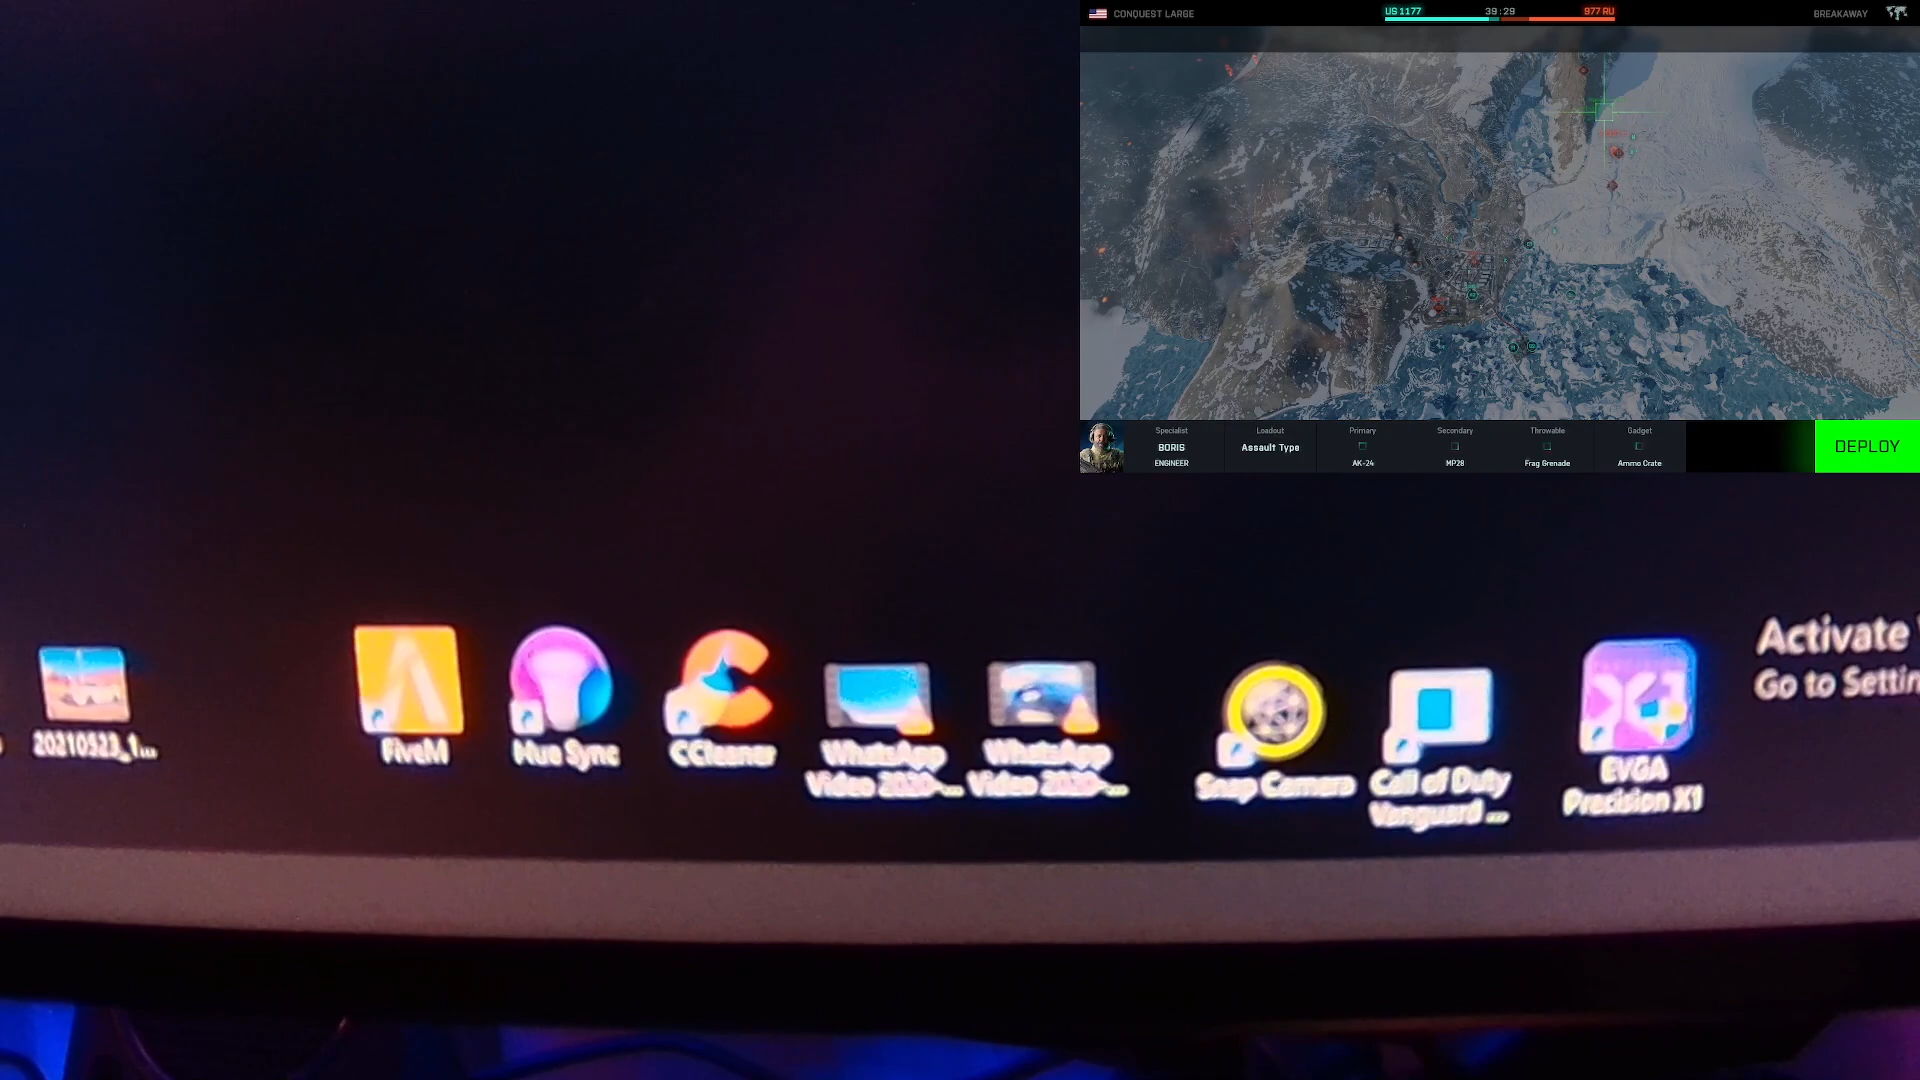 CONQUEST LARGE
US 1177
39:29
977 RU
BREAKAWAY
Specialist
BORIS
ENGINEER
Loadout
Assault Type
Primary
AK-24
Secondary
MP28
Throwable
Frag Grenade
Gadget
Ammo Crate
DEPLOY
Activate
Go to Settin
20210523_1...
FiveM
Hue Sync
CCleaner
WhatsApp
Video 2020-...
WhatsApp
Video 2020-...
Snap Camera
Call of Duty
Vanguard ...
EVGA
Precision X1